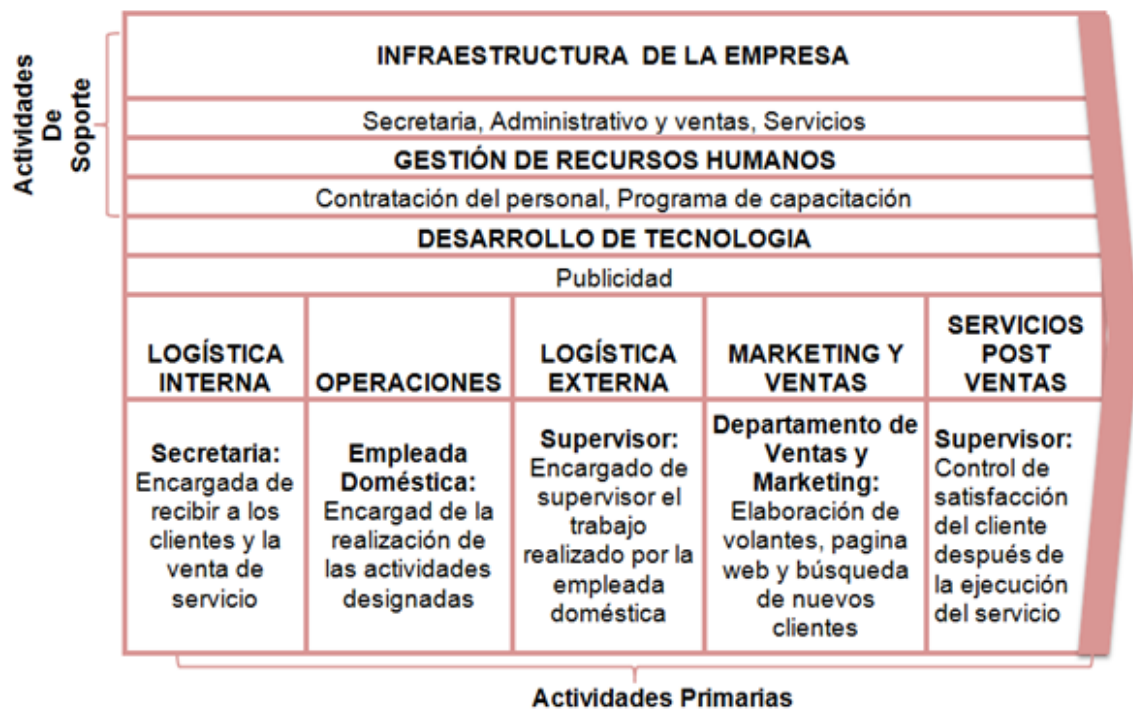 Actividades
De
Soporte
INFRAESTRUCTURA DE LA EMPRESA
Secretaria, Administrativo y ventas, Servicios
GESTIÓN DE RECURSOS HUMANOS
Contratación del personal, Programa de capacitación
DESARROLLO DE TECNOLOGIA
Publicidad
LOGÍSTICA
INTERNA
OPERACIONES
LOGÍSTICA
EXTERNA
MARKETING Y
VENTAS
SERVICIOS
POST
VENTAS
Secretaria:
Encargada de
recibir a los
clientes y la
venta de
servicio
Empleada
Doméstica:
Encargad de la
realización de
las actividades
designadas
Supervisor:
Encargado de
supervisor el
trabajo
realizado por la
empleada
doméstica
Departamento de
Ventas y
Marketing:
Elaboración de
volantes, pagina
web y búsqueda
de nuevos
clientes
Supervisor:
Control de
satisfacción
del cliente
después de
la ejecución
del servicio
Actividades Primarias